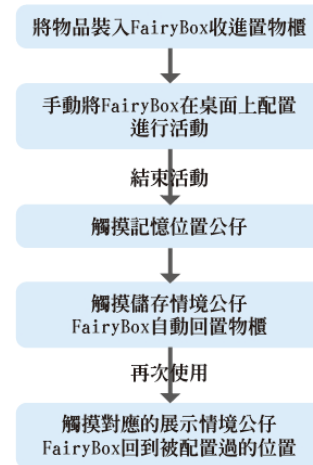 將物品裝入FairyBox收進置物櫃
手動將FairyBox在桌面上配置
進行活動
結束活動
觸摸記憶位置公仔
觸摸儲存情境公仔
FairyBox自動回置物櫃
再次使用
觸摸對應的展示情境公仔
FairyBox回到被配置過的位置